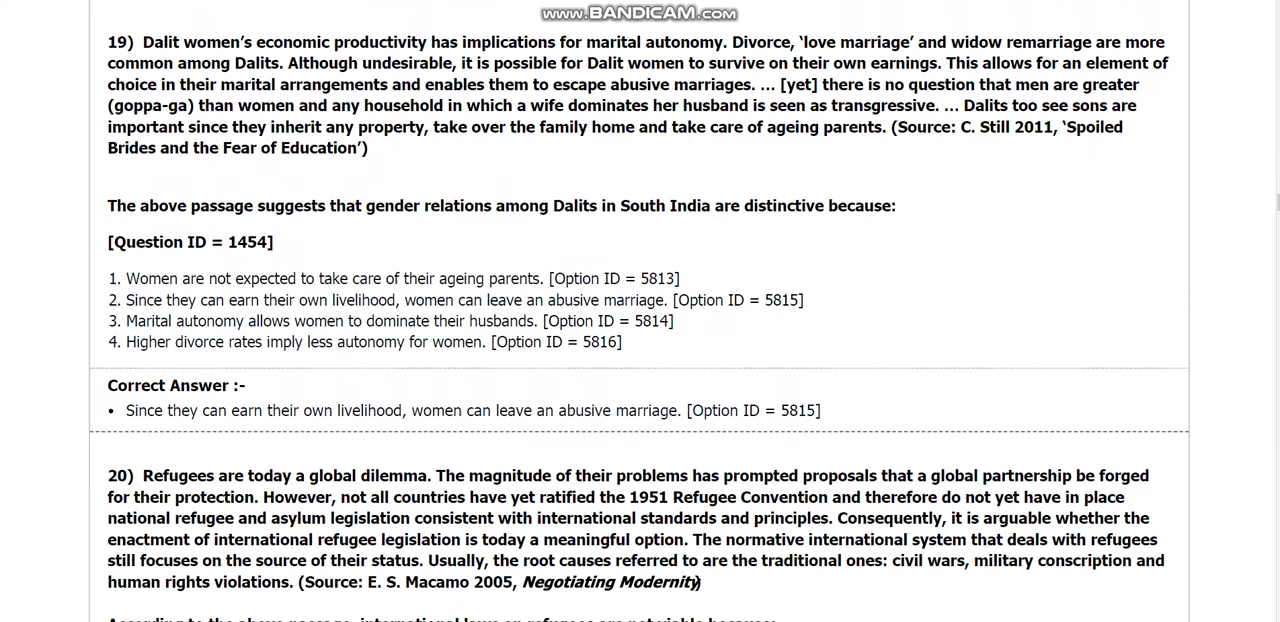 www.BANDICAM.com
19) Dalit women's economic productivity has implications for marital autonomy. Divorce, 'love marriage' and widow remarriage are more
common among Dalits. Although undesirable, it is possible for Dalit women to survive on their own earnings. This allows for an element of
choice in their marital arrangements and enables them to escape abusive marriages. ... [yet] there is no question that men are greater
(goppa-ga) than women and any household in which a wife dominates her husband is seen as transgressive. ... Dalits too see sons are
important since they inherit any property, take over the family home and take care of ageing parents. (Source: C. Still 2011, 'Spoiled
Brides and the Fear of Education')
The above passage suggests that gender relations among Dalits in South India are distinctive because:
[Question ID = 1454]
1. Women are not expected to take care of their ageing parents. [Option ID = 5813]
2. Since they can earn their own livelihood, women can leave an abusive marriage. [Option ID = 5815]
3. Marital autonomy allows women to dominate their husbands. [Option ID = 5814]
4. Higher divorce rates imply less autonomy for women. [Option ID = 5816]
Correct Answer :-
• Since they can earn their own livelihood, women can leave an abusive marriage. [Option ID = 5815]
20) Refugees are today a global dilemma. The magnitude of their problems has prompted proposals that a global partnership be forged
for their protection. However, not all countries have yet ratified the 1951 Refugee Convention and therefore do not yet have in place
national refugee and asylum legislation consistent with international standards and principles. Consequently, it is arguable whether the
enactment of international refugee legislation is today a meaningful option. The normative international system that deals with refugees
still focuses on the source of their status. Usually, the root causes referred to are the traditional ones: civil wars, military conscription and
human rights violations. (Source: E. S. Macamo 2005, Negotiating Modernity)
According to the above passage, international laws on refugees are not viable because: